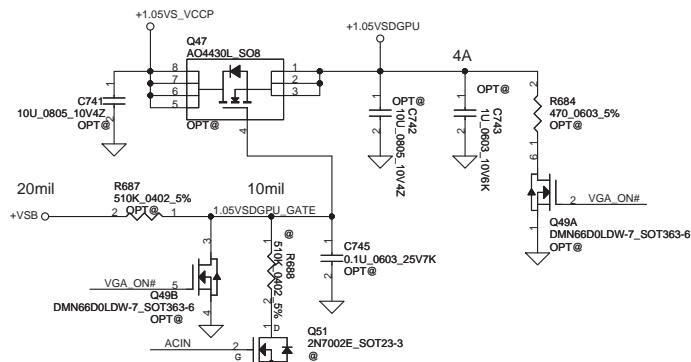 +1.05VS_VCCP
+1.05VSDGPU
Q47
AO4430L_SO8
4A
8
7
6
5
1
2
3
4
OPT@
1
C741
10U_0805_10V4Z
OPT@
2
1
OPT@
C742
10U_0805_10V4Z
2
1
OPT@
C743
1U_0603_10V6K
2
2
R684
470_0603_5%
OPT@
1
6
2
VGA_ON#
1
Q49A
DMN66D0LDW-7_SOT363-6
OPT@
20mil
R687
510K_0402_5%
10mil
+VSB
2
OPT@
1
1.05VSDGPU_GATE
3
VGA_ON#
5
Q49B
4
DMN66D0LDW-7_SOT363-6
OPT@
1
@
R688
510K_0402_5%
2
1
C745
0.1U_0603_25V7K
OPT@
2
1
D
Q51
2N7002E_SOT23-3
@
ACIN
2
G